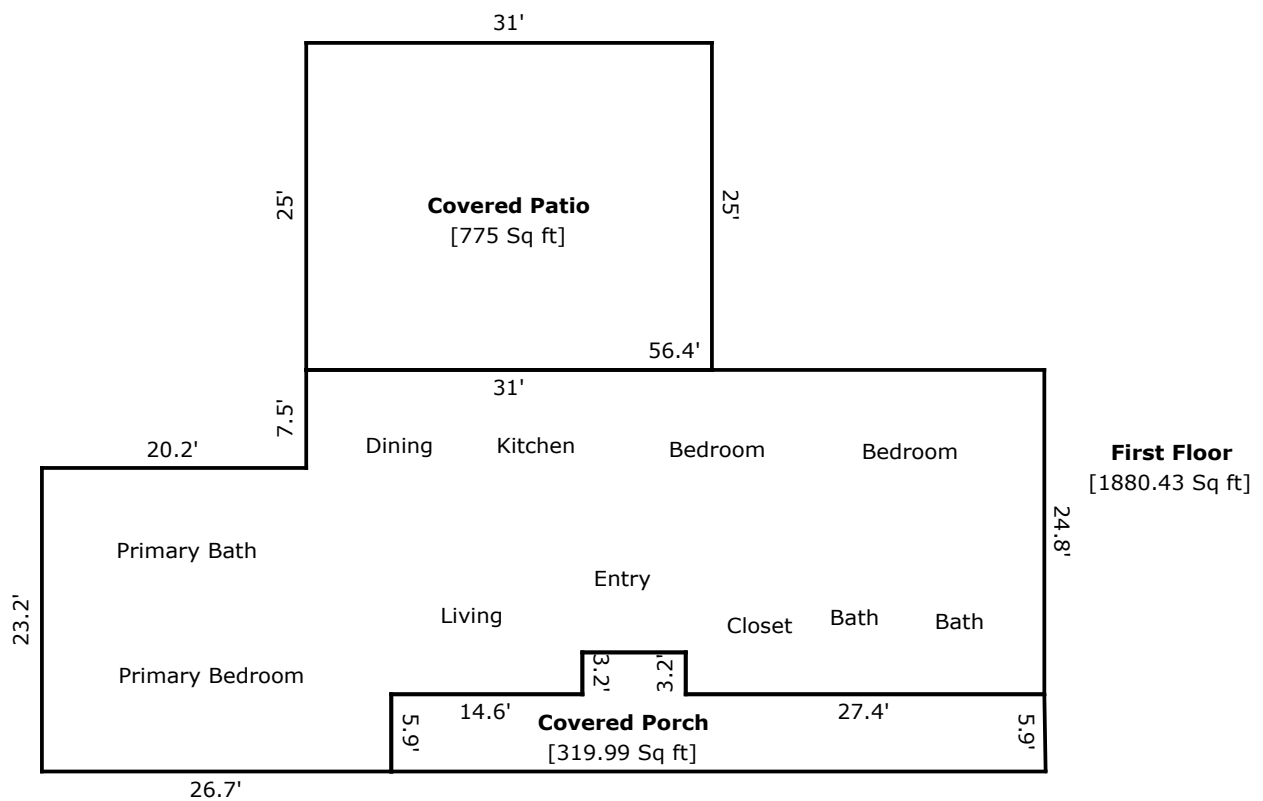 31'
25'
Covered Patio
[775 Sq ft]
25'
56.4'
31'
7.5'
20.2'
Dining
Kitchen
Bedroom
Bedroom
First Floor
[1880.43 Sq ft]
24.8'
Primary Bath
Entry
23.2'
Living
Closet
Bath
Bath
Primary Bedroom
3.2'
3.2'
14.6'
27.4'
5.9'
Covered Porch
[319.99 Sq ft]
5.9'
26.7'